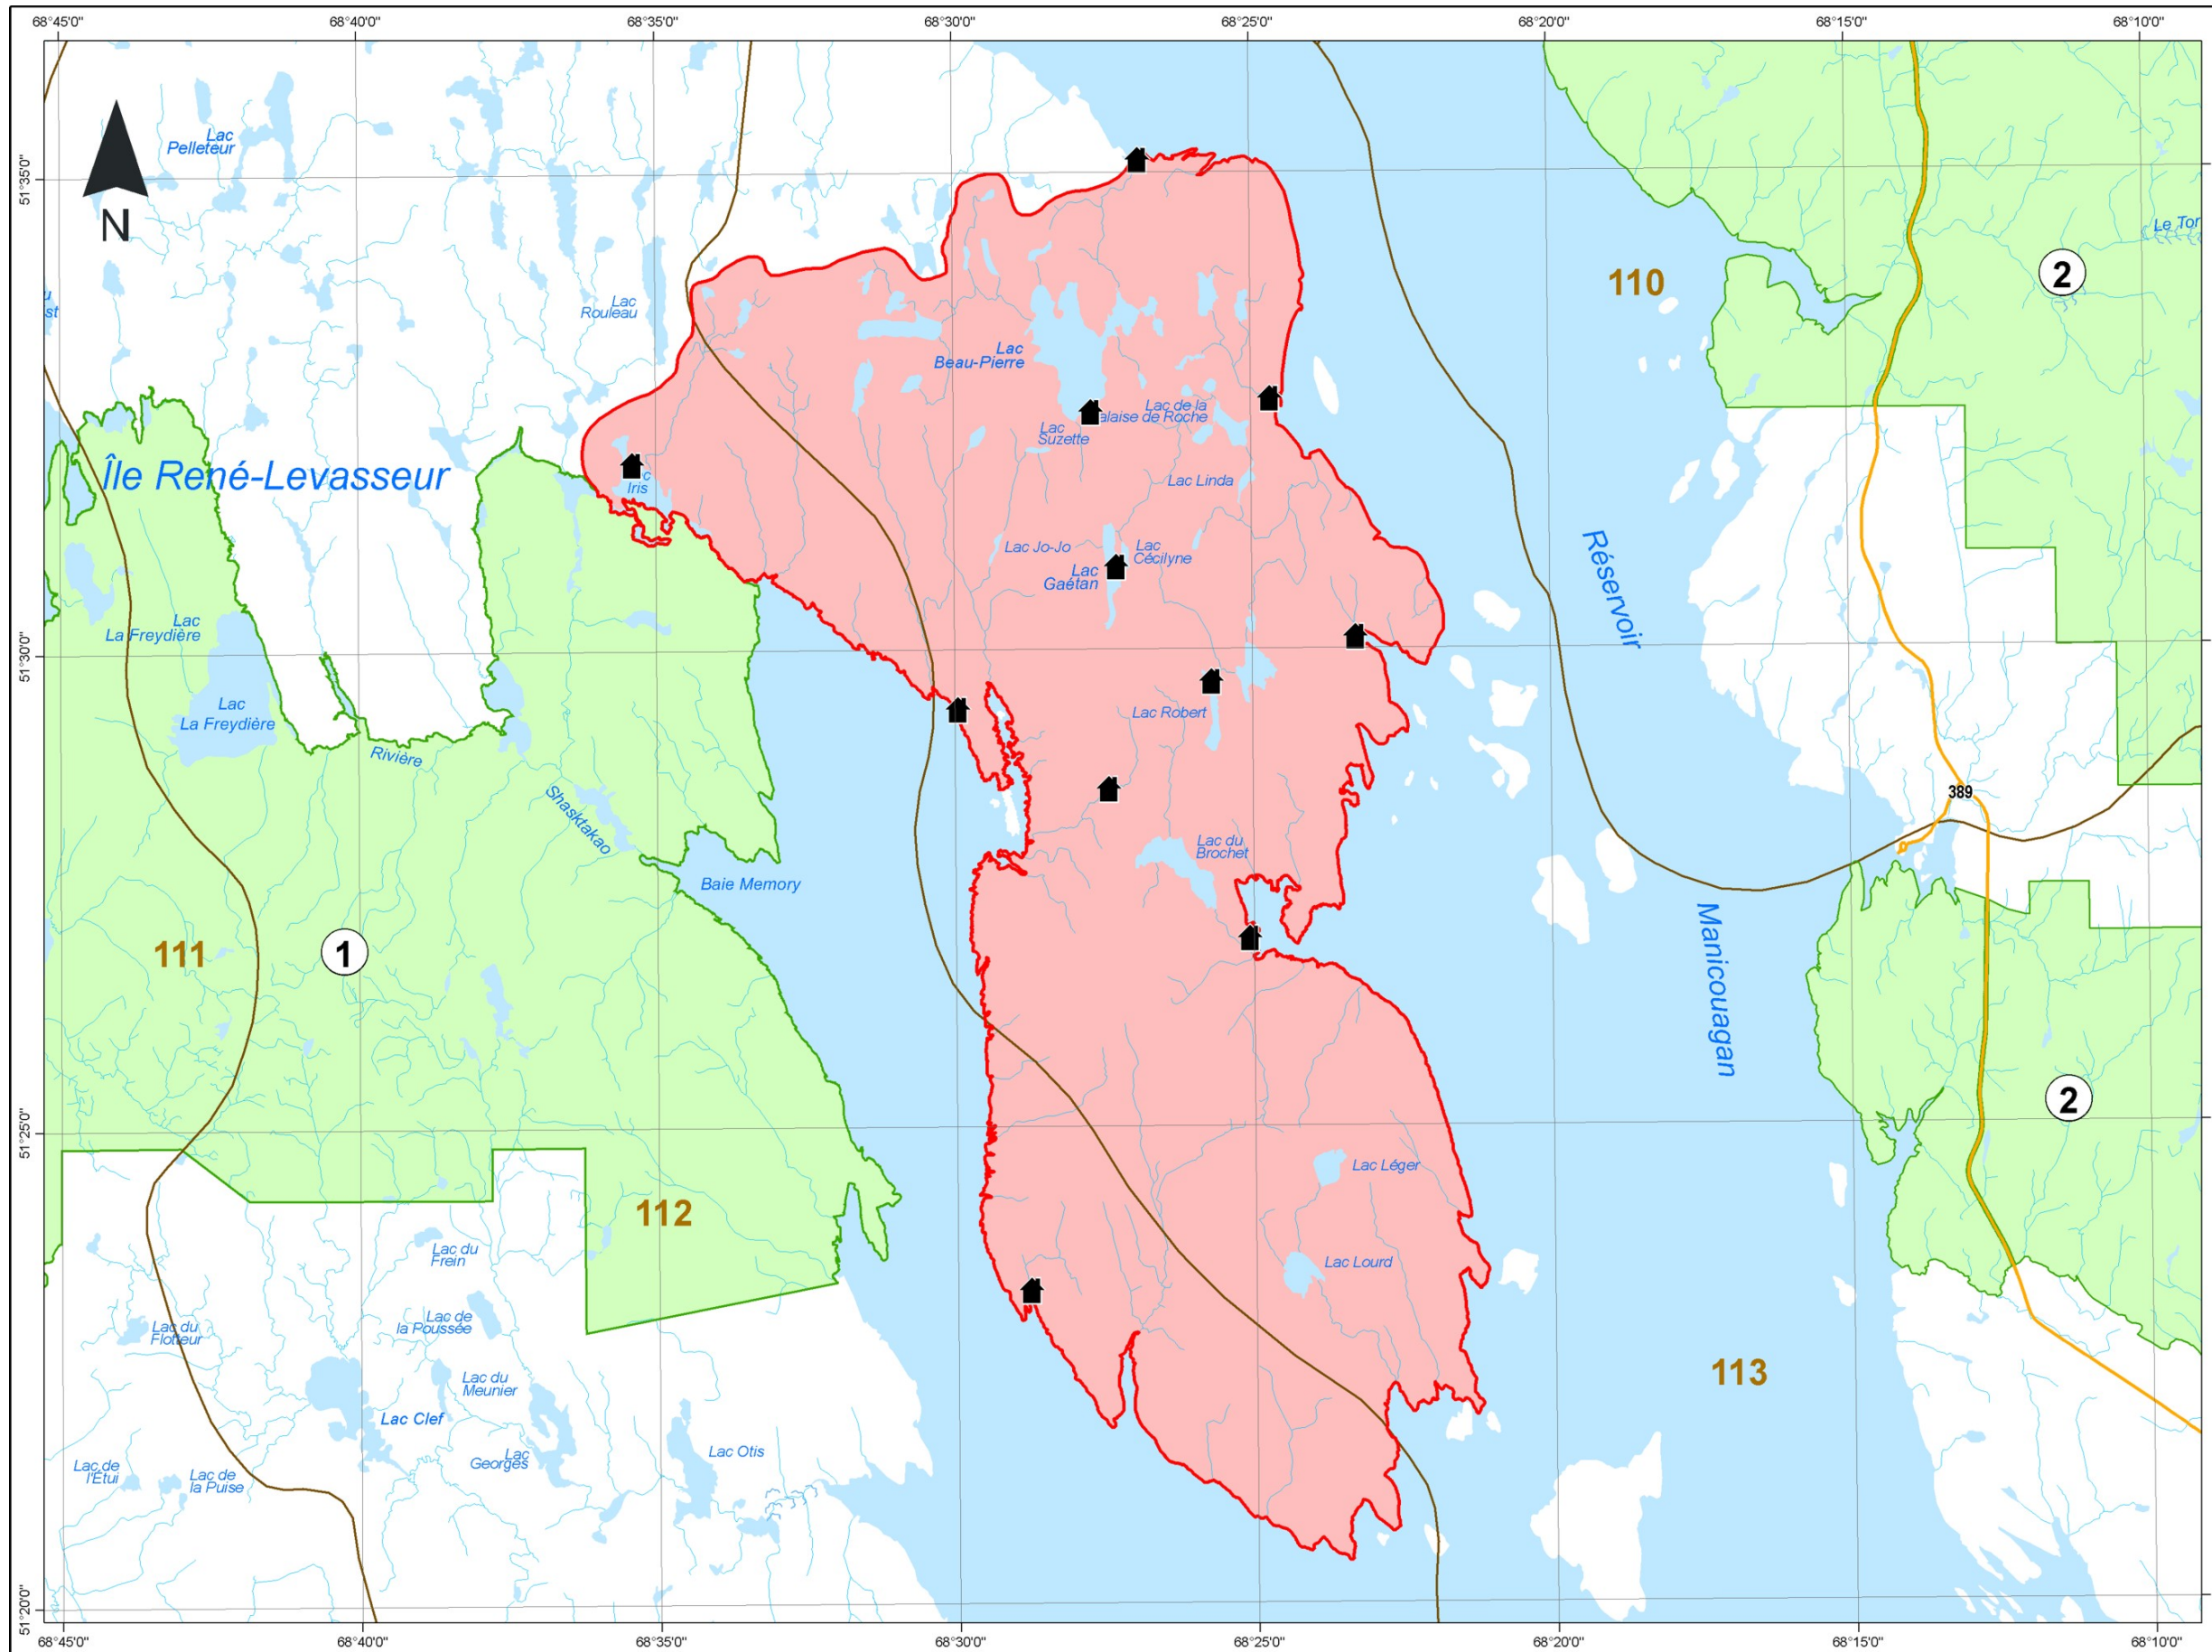 68°45'0"
68°40'0"
68°35'0"
68°30'0"
68°25'0"
68°20'0"
68°15'0"
68°10'0"
51°35'0"
N
Lac
Pelleteur
Le Tor
2
110
st
Lac
Rouleau
Lac
Beau-Pierre
Lac de la
alaise de Roche
Lac
Suzette
Île René-Levasseur
Iris
Lac Linda
Lac Jo-Jo
Lac
Cécilyne
Lac
Gaétan
Réservoir
51°30'0"
Lac
La Freydière
Lac
La Freydière
Rivière
Shasktakao
Lac Robert
389
Lac du
Brochet
Baie Memory
111
1
Manicouagan
2
51°25'0"
112
Lac Léger
Lac Lourd
Lac du
Frein
Lac de
la Poussée
Lac du
Flotteur
113
Lac du
Meunier
Lac Clef
Lac
Georges
Lac Otis
Lac de
l'Étui
Lac de
la Puise
51°20'0"
68°45'0"
68°40'0"
68°35'0"
68°30'0"
68°25'0"
68°20'0"
68°15'0"
68°10'0"